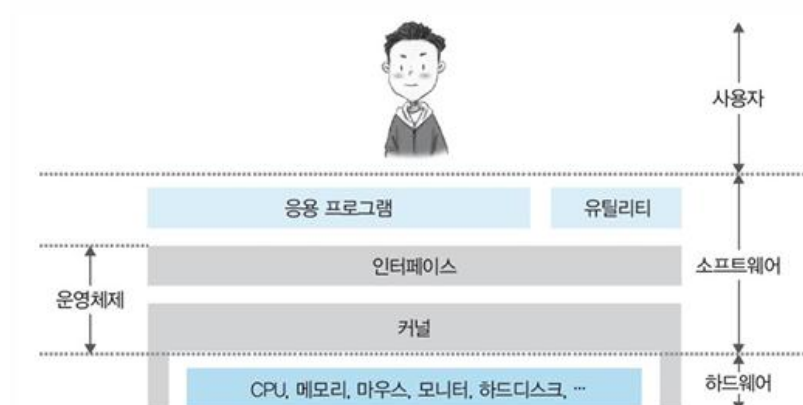 사용자
응용 프로그램
유틸리티
인터페이스
소프트웨어
운영체제
커널
하드웨어
CPU, 메모리, 마우스, 모니터, 하드디스크, …